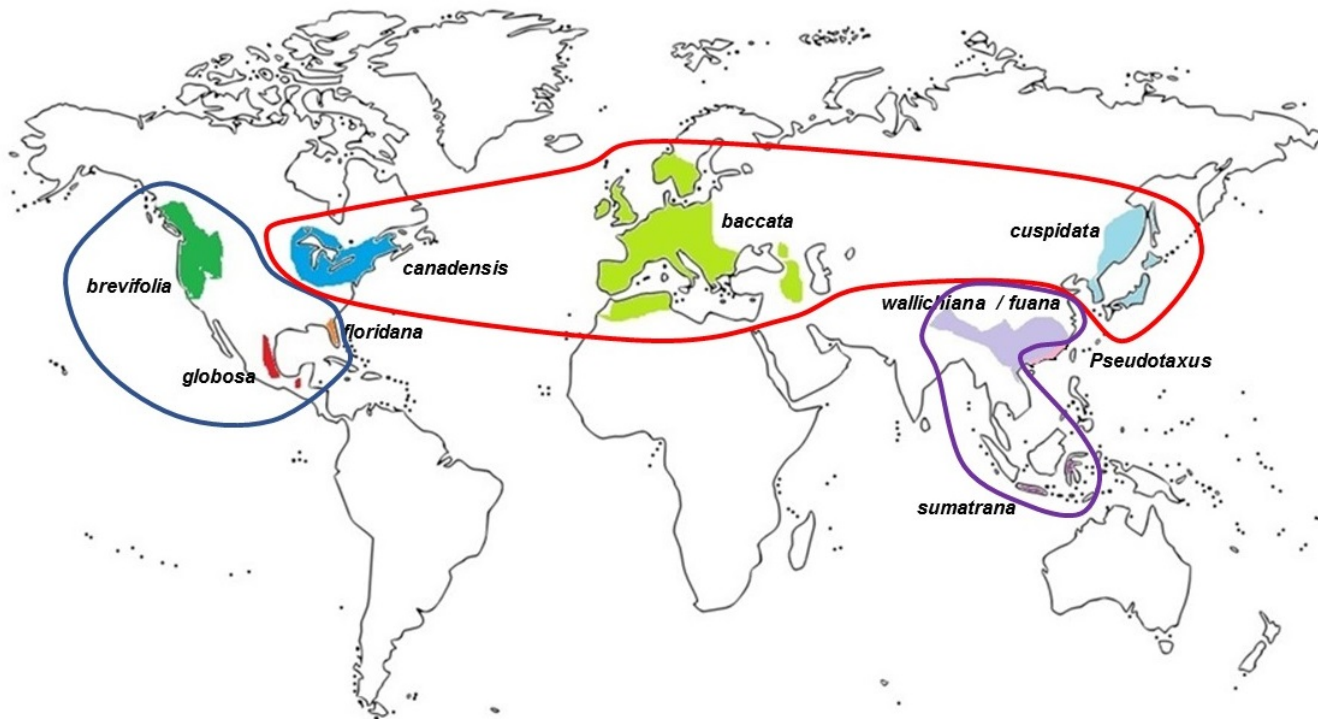 baccata
cuspidata
canadensis
brevifolia
wallichiana / fuana
floridana
Pseudotaxus
globosa
sumatrana